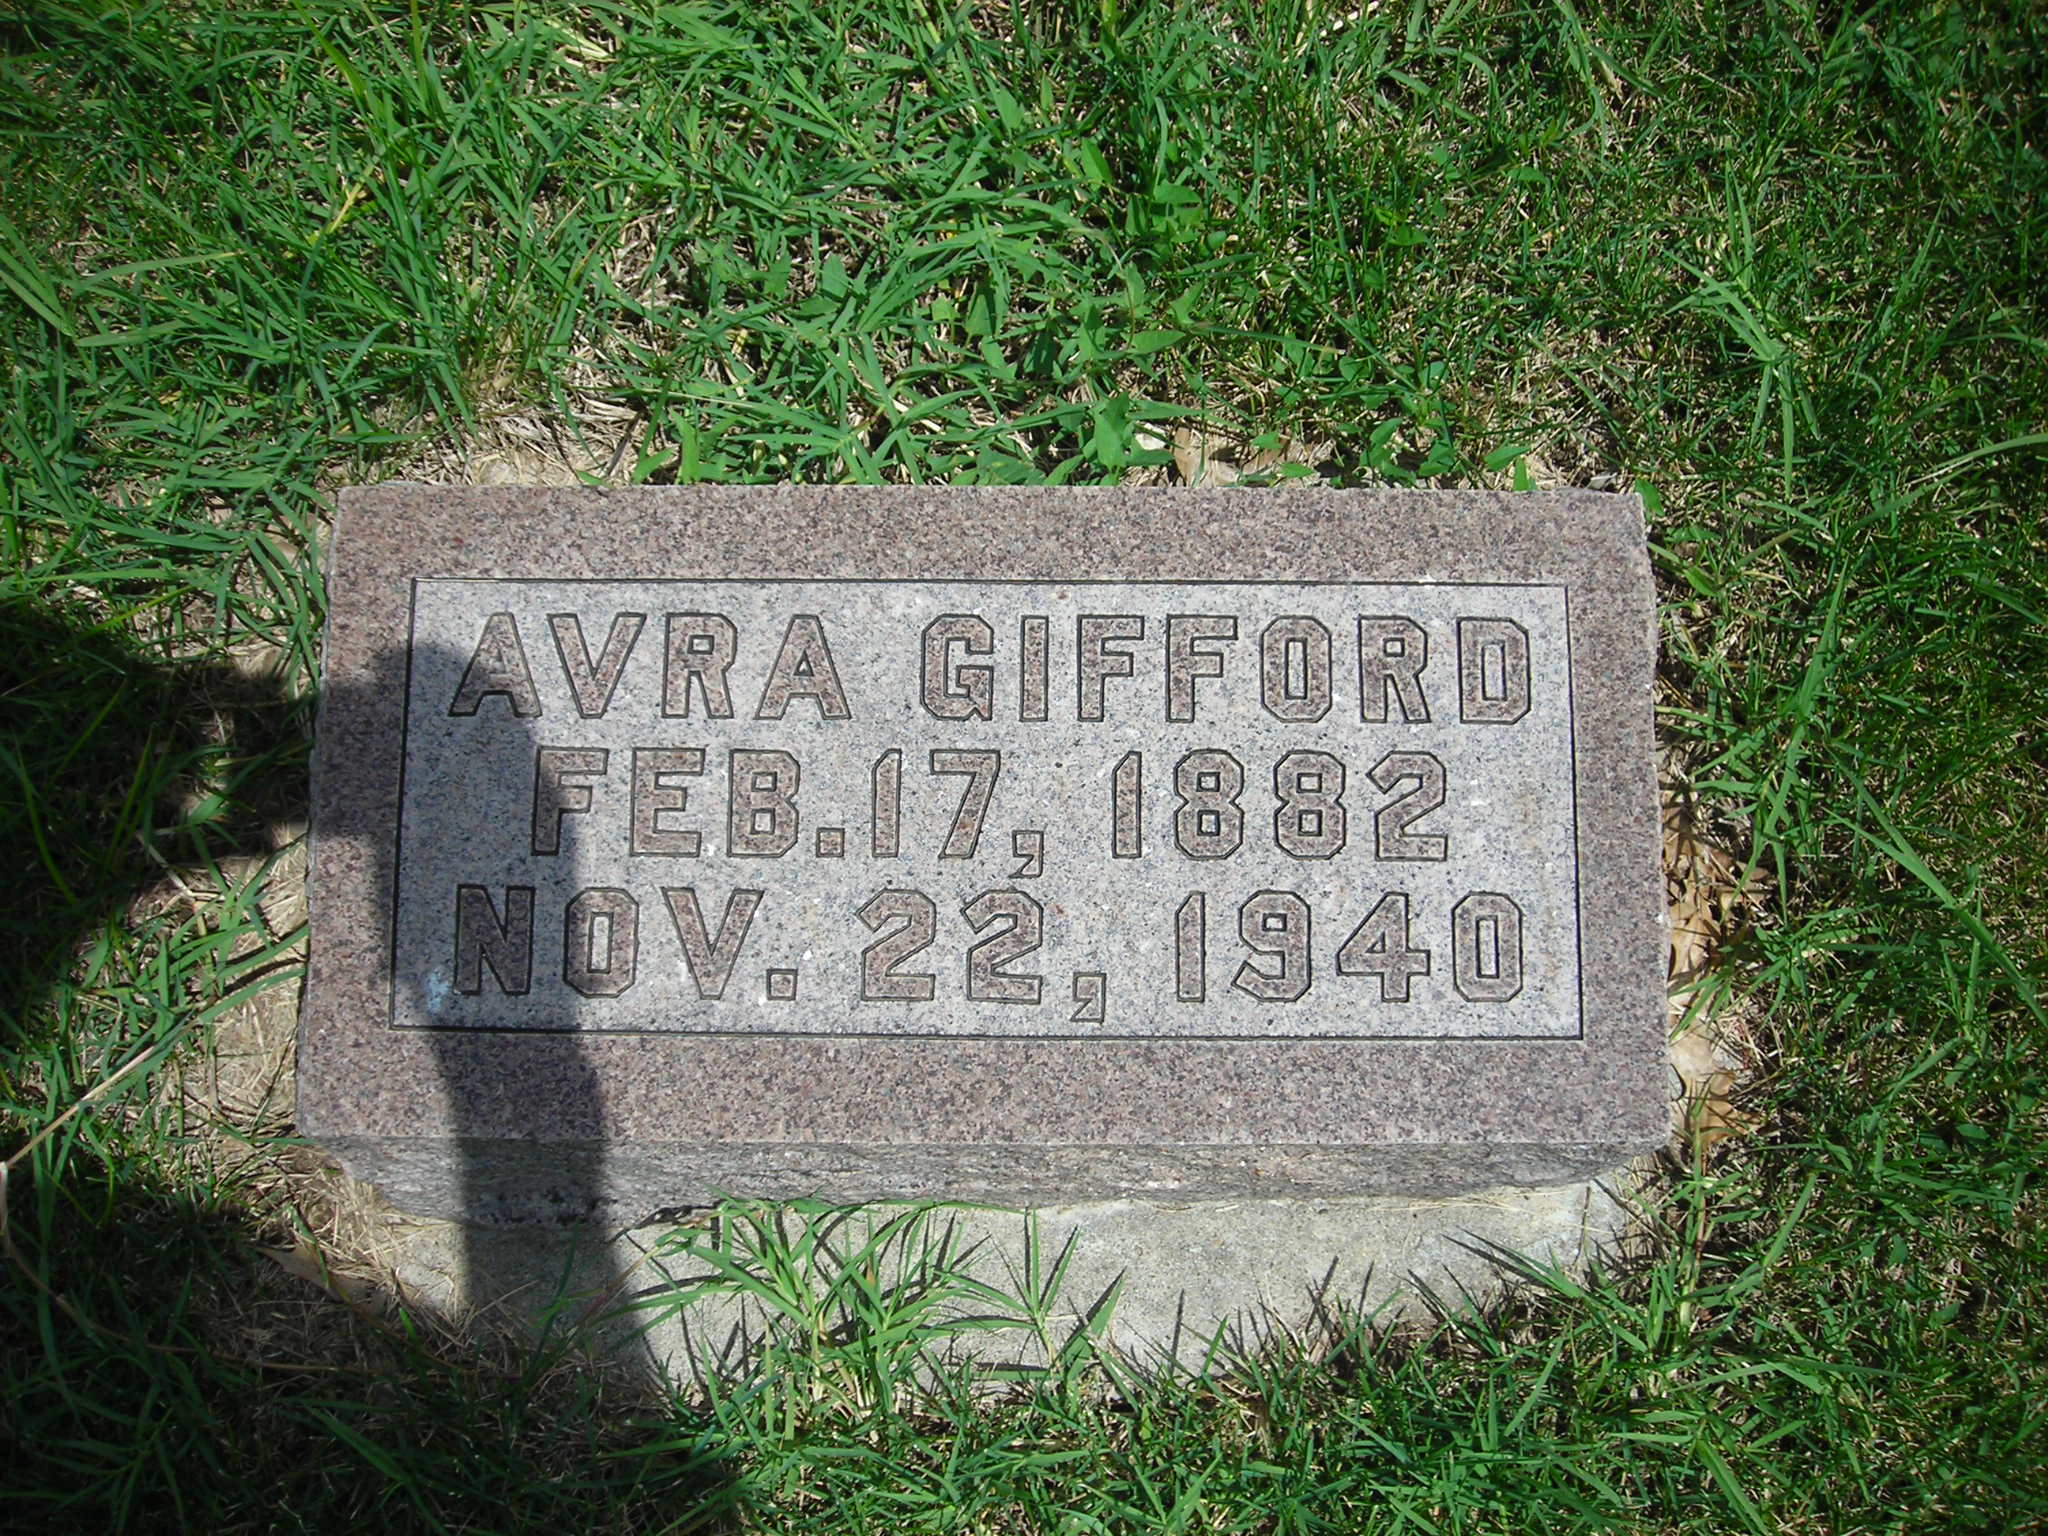 AVRA GIFFORD
FEB. 17, 1882
NOV. 22, 1940